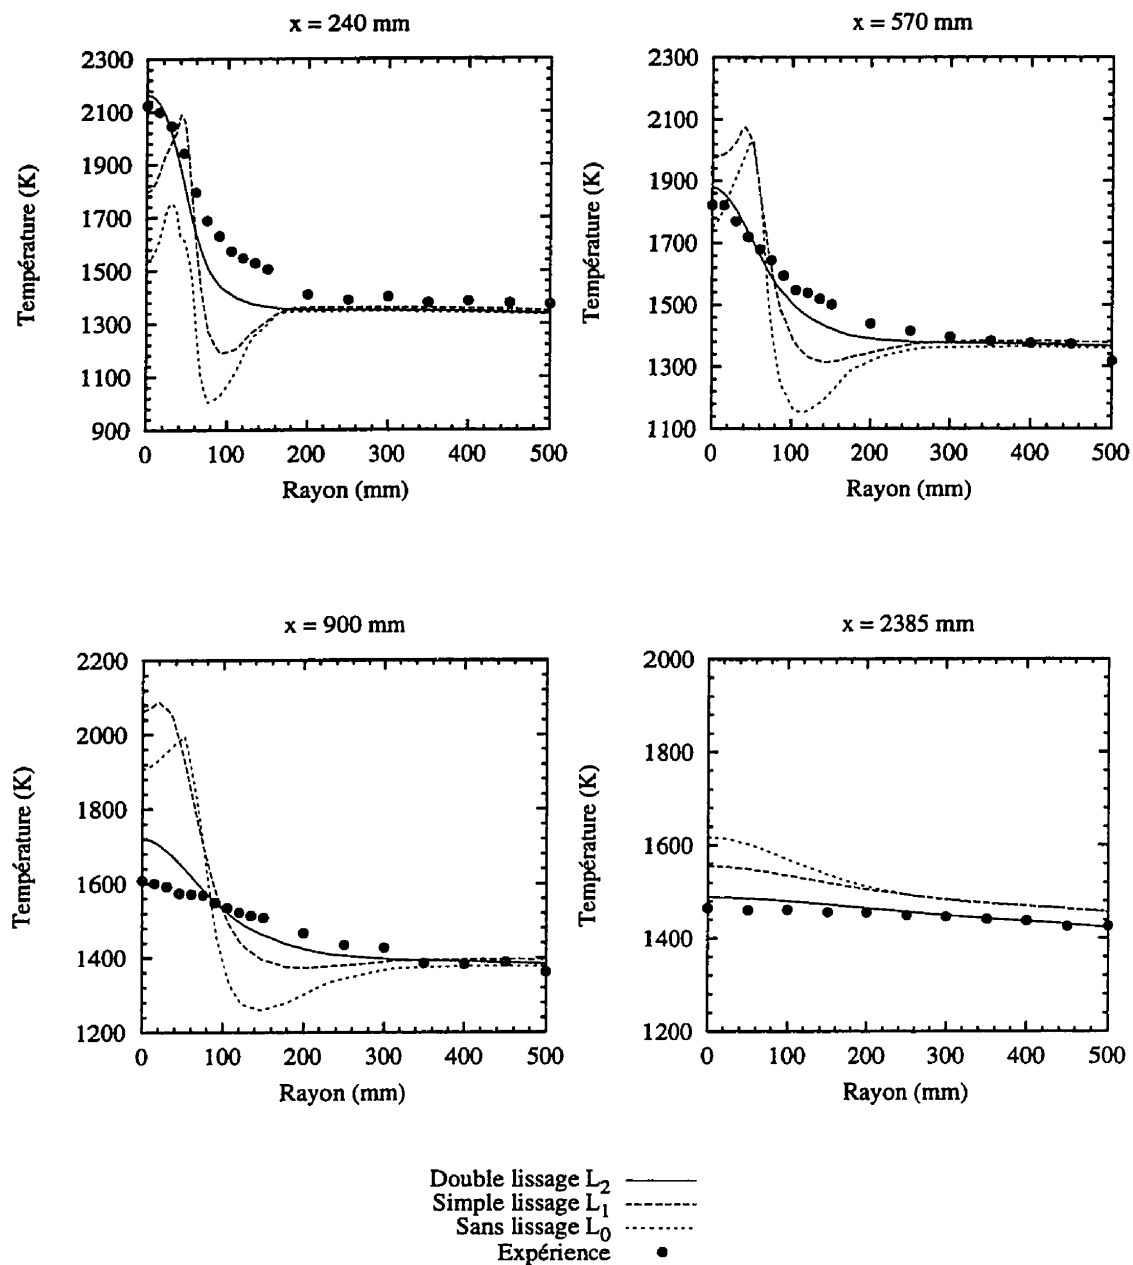 x = 240 mm
2300
2100
1900
1700
1500
1300
1100
900
Température (K)
0 100 200 300 400 500
Rayon (mm)
x = 570 mm
2300
2100
1900
1700
1500
1300
1100
Température (K)
0 100 200 300 400 500
Rayon (mm)
x = 900 mm
2200
2000
1800
1600
1400
1200
Température (K)
0 100 200 300 400 500
Rayon (mm)
x = 2385 mm
2000
1800
1600
1400
1200
Température (K)
0 100 200 300 400 500
Rayon (mm)
Double lissage L2
Simple lissage L1
Sans lissage L0
Expérience